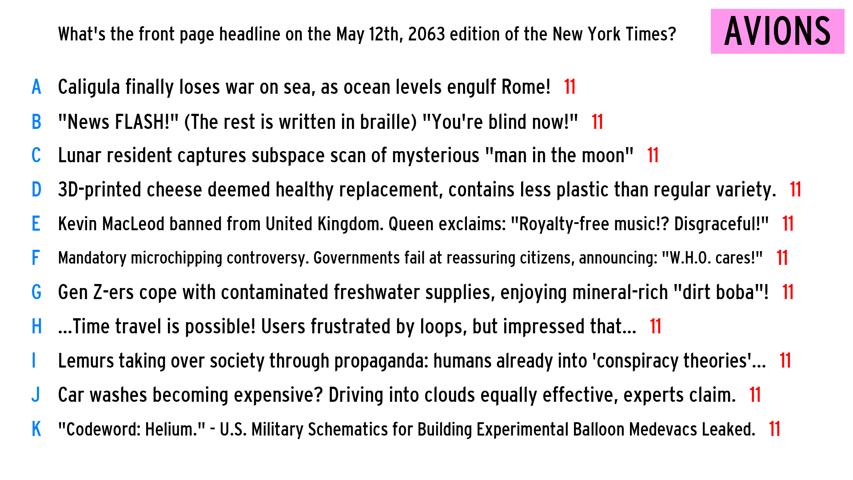 What's the front page headline on the May 12th, 2063 edition of the New York Times?
AVIONS
A Caligula finally loses war on sea, as ocean levels engulf Rome! 11
B "News FLASH!" (The rest is written in braille) "You're blind now!" 11
C Lunar resident captures subspace scan of mysterious "man in the moon" 11
D 3D-printed cheese deemed healthy replacement, contains less plastic than regular variety. 11
E Kevin MacLeod banned from United Kingdom. Queen exclaims: "Royalty-free music!? Disgraceful!" 11
F Mandatory microchipping controversy. Governments fail at reassuring citizens, announcing: "W.H.O. cares!" 11
G Gen Z-ers cope with contaminated freshwater supplies, enjoying mineral-rich "dirt boba"! 11
H ...Time travel is possible! Users frustrated by loops, but impressed that... 11
I Lemurs taking over society through propaganda: humans already into 'conspiracy theories'... 11
J Car washes becoming expensive? Driving into clouds equally effective, experts claim. 11
K "Codeword: Helium." - U.S. Military Schematics for Building Experimental Balloon Medevacs Leaked. 11